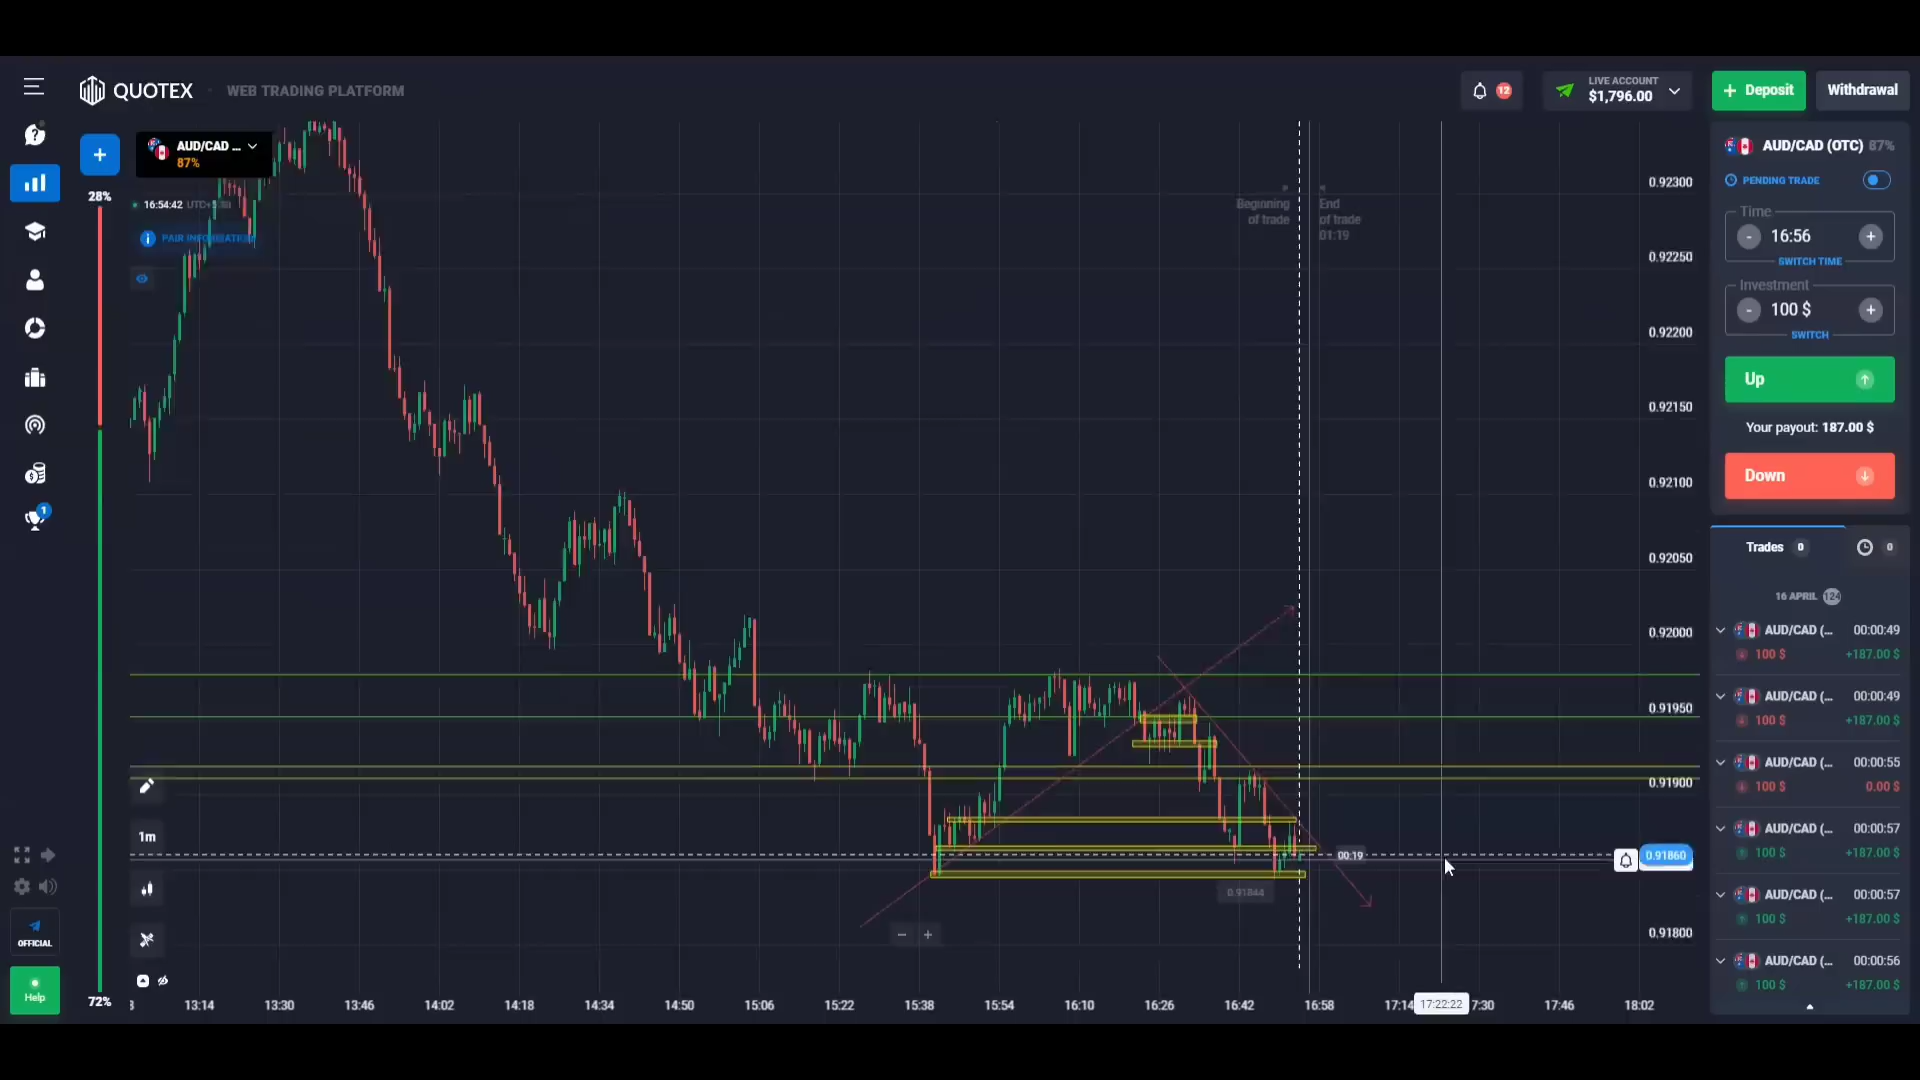 QUOTEX
WEB TRADING PLATFORM
12
LIVE ACCOUNT
$1,796.00
+ Deposit
Withdrawal
+
AUD/CAD ...
87%
28%
16:54:42
Beginning
of trade
End
of trade
01:19
0.92300
0.92250
0.92200
0.92150
0.92100
0.92050
0.92000
0.91950
0.91900
0.91860
0.91800
00:19
0.91844
- +
1m
1
OFFICIAL
Help
72%
13:14
13:30
13:46
14:02
14:18
14:34
14:50
15:06
15:22
15:38
15:54
16:10
16:26
16:42
16:58
17:14
17:22:22
7:30
17:46
18:02
AUD/CAD (OTC) 87%
PENDING TRADE
Time
- 16:56 +
SWITCH TIME
Investment
- 100 $ +
SWITCH
Up
Your payout: 187.00 $
Down
Trades 0
0
16 APRIL 124
AUD/CAD (... 00:00:49
100 $ +187.00 $
AUD/CAD (... 00:00:49
100 $ +187.00 $
AUD/CAD (... 00:00:55
100 $ 0.00 $
AUD/CAD (... 00:00:57
100 $ +187.00 $
AUD/CAD (... 00:00:57
100 $ +187.00 $
AUD/CAD (... 00:00:56
100 $ +187.00 $